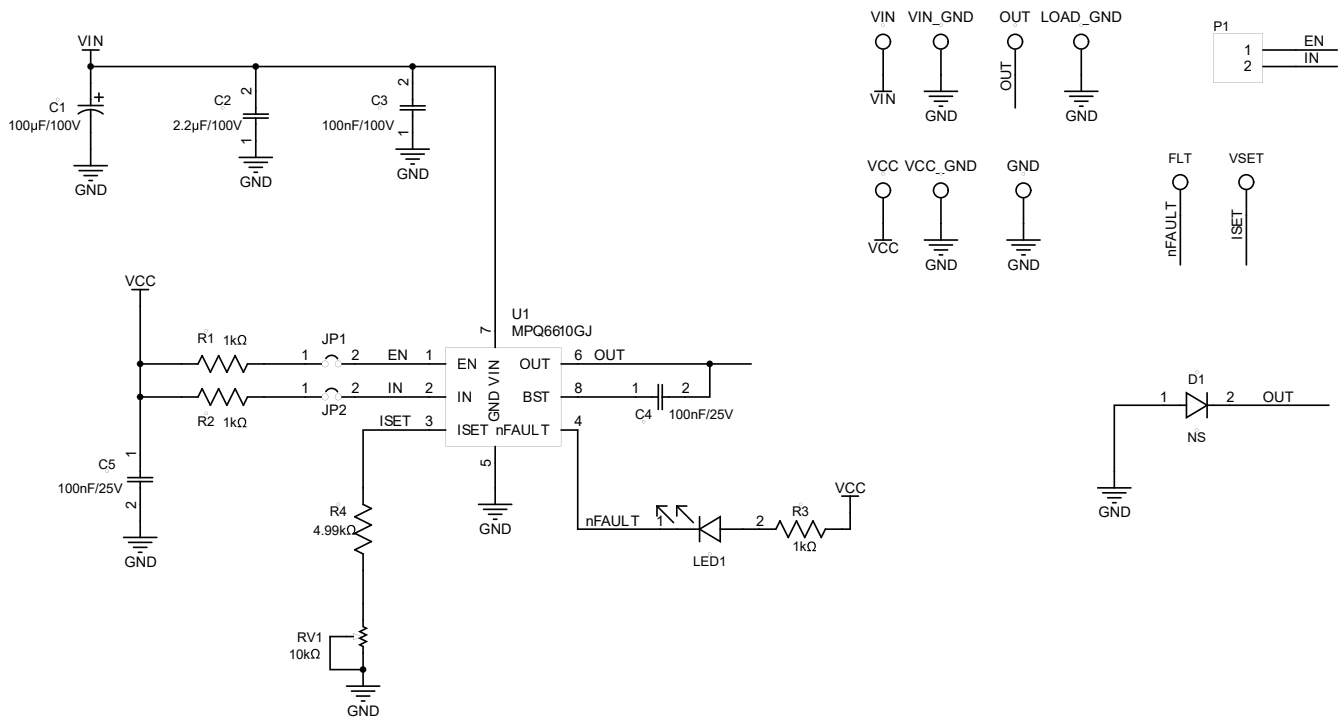 VIN
C1
100µF/100V
+
GND
C2
2.2µF/100V
2
1
GND
C3
100nF/100V
2
1
GND
VIN
VIN
VIN_GND
GND
OUT
OUT
LOAD_GND
GND
P1
1
2
EN
IN
VCC
VCC
VCC_GND
GND
GND
GND
FLT
nFAULT
VSET
ISET
VCC
R1 1kΩ
1 JP1 2
EN
1
R2 1kΩ
1 JP2 2
IN
2
ISET
3
C5
100nF/25V
1
2
GND
U1
MPQ6610GJ
7
EN
IN
ISET
GND VIN
OUT
BST
nFAULT
6 OUT
8
4
5
GND
1 2
C4 100nF/25V
R4
4.99kΩ
RV1
10kΩ
GND
nFAULT
1
LED1
2
R3
1kΩ
VCC
D1
1
2
OUT
NS
GND